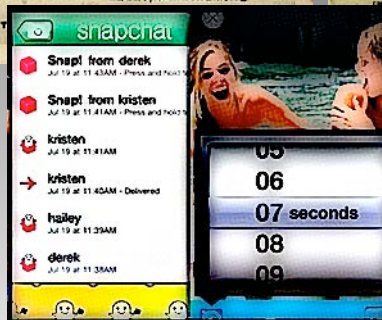 snapchat
Snap! from derek
Jul 19 at 11:43AM - Press and hold
Snap! from kristen
Jul 19 at 11:41AM - Press and hold
kristen
Jul 19 at 11:41AM
kristen
Jul 19 at 11:40AM - Delivered
hailey
Jul 19 at 11:39AM
derek
Jul 19 at 11:38AM
05
06
07 seconds
08
09